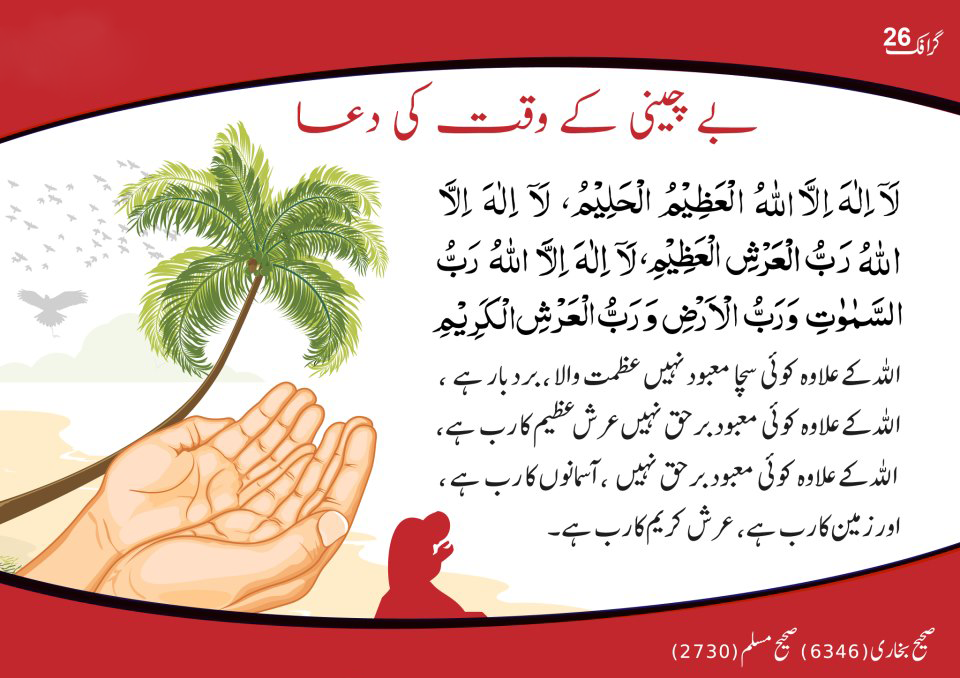 گرافک 26
بے چینی کے وقت کی دعا
لَآ اِلٰهَ اِلَّا اللهُ الْعَظِيْمُ الْحَلِيْمُ، لَآ اِلٰهَ اِلَّا
اللهُ رَبُّ الْعَرْشِ الْعَظِيْمِ، لَآ اِلٰهَ اِلَّا اللهُ رَبُّ
السَّمٰوٰتِ وَرَبُّ الْاَرْضِ وَ رَبُّ الْعَرْشِ الْكَرِيْمِ
اللہ کے علاوہ کوئی سچا معبود نہیں عظمت والا، بردبار ہے ،
اللہ کے علاوہ کوئی معبود برحق نہیں عرش عظیم کا رب ہے،
اللہ کے علاوہ کوئی معبود برحق نہیں ، آسمانوں کا رب ہے ،
اور زمین کا رب ہے، عرش کریم کا رب ہے۔
صحیح بخاری (6346) صحیح مسلم (2730)